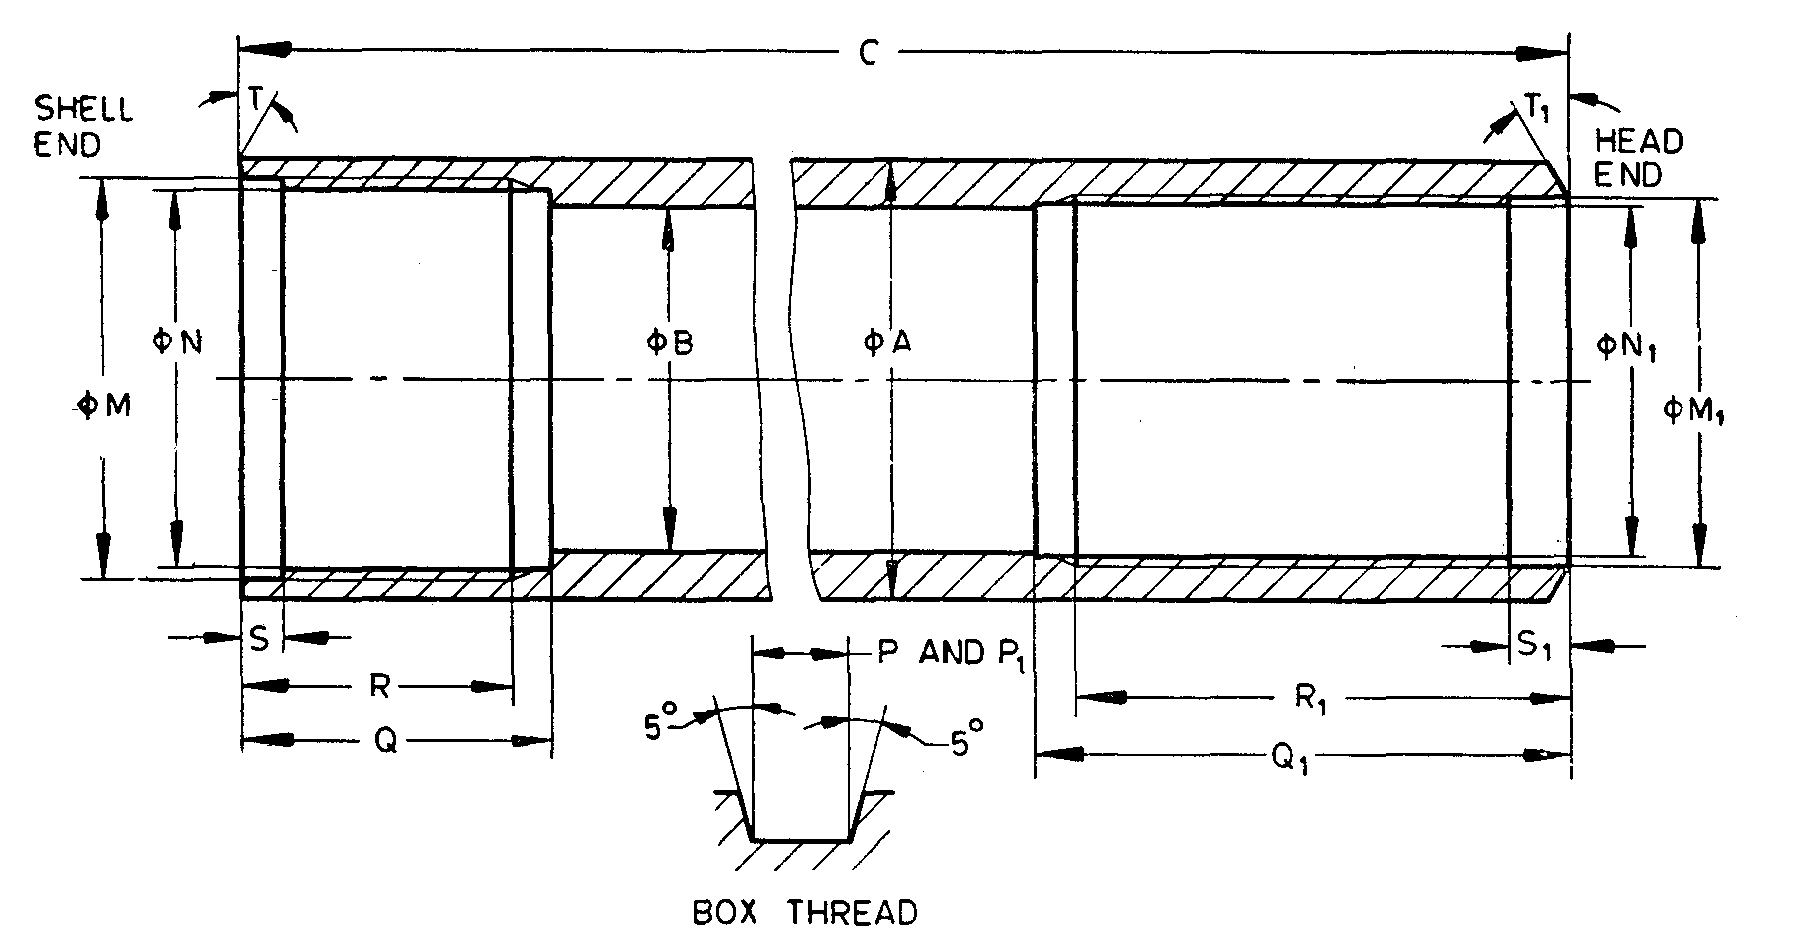 C
T
T₁
SHELL
END
HEAD
END
ϕN
ϕB
ϕA
ϕN₁
ϕM
ϕM₁
S
P AND P₁
S₁
R
R₁
5°
5°
Q
Q₁
BOX THREAD